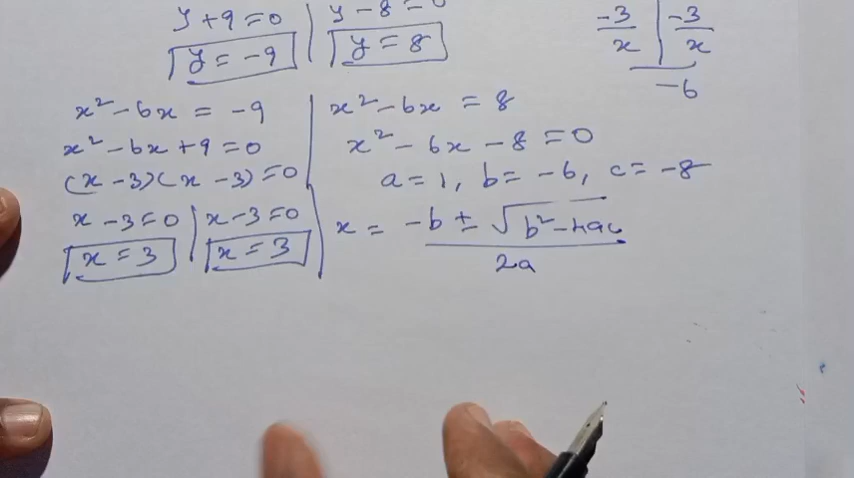 y + 9 = 0 | y - 8 = 0
y = -9 | y = 8
-3/x | -3/x
-6
x² - 6x = -9 | x² - 6x = 8
x² - 6x + 9 = 0 | x² - 6x - 8 = 0
(x - 3)(x - 3) = 0 | a = 1, b = -6, c = -8
x - 3 = 0 | x - 3 = 0 | x = (-b ± √(b² - 4ac))/2a
x = 3 | x = 3